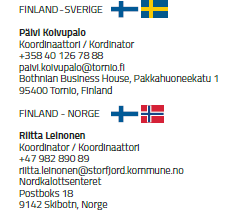 FINLAND - SVERIGE
Päivi Koivupalo
Koordinaattori / Kordinator
+358 40 126 78 88
paivi.koivupalo@tornio.fi
Bothnian Business House, Pakkahuoneekatu 1
95400 Tornio, Finland
FINLAND - NORGE
Riitta Leinonen
Koordinator / Koordinaattori
+47 982 890 89
riitta.leinonen@storfjord.kommune.no
Nordkalottsenteret
Postboks 18
9142 Skibotn, Norge